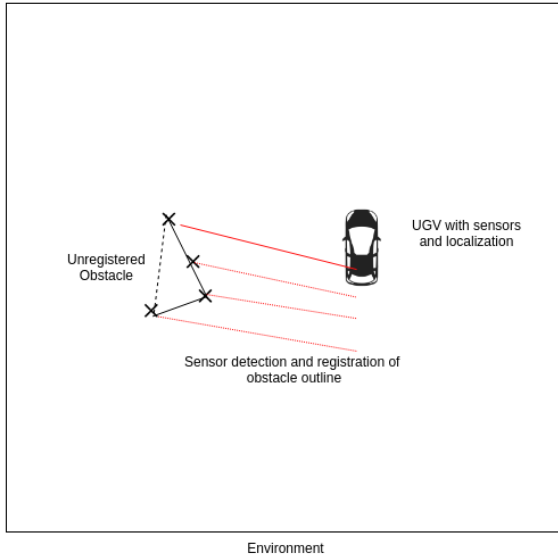 UGV with sensors
and localization
Unregistered
Obstacle
Sensor detection and registration of
obstacle outline
Environment